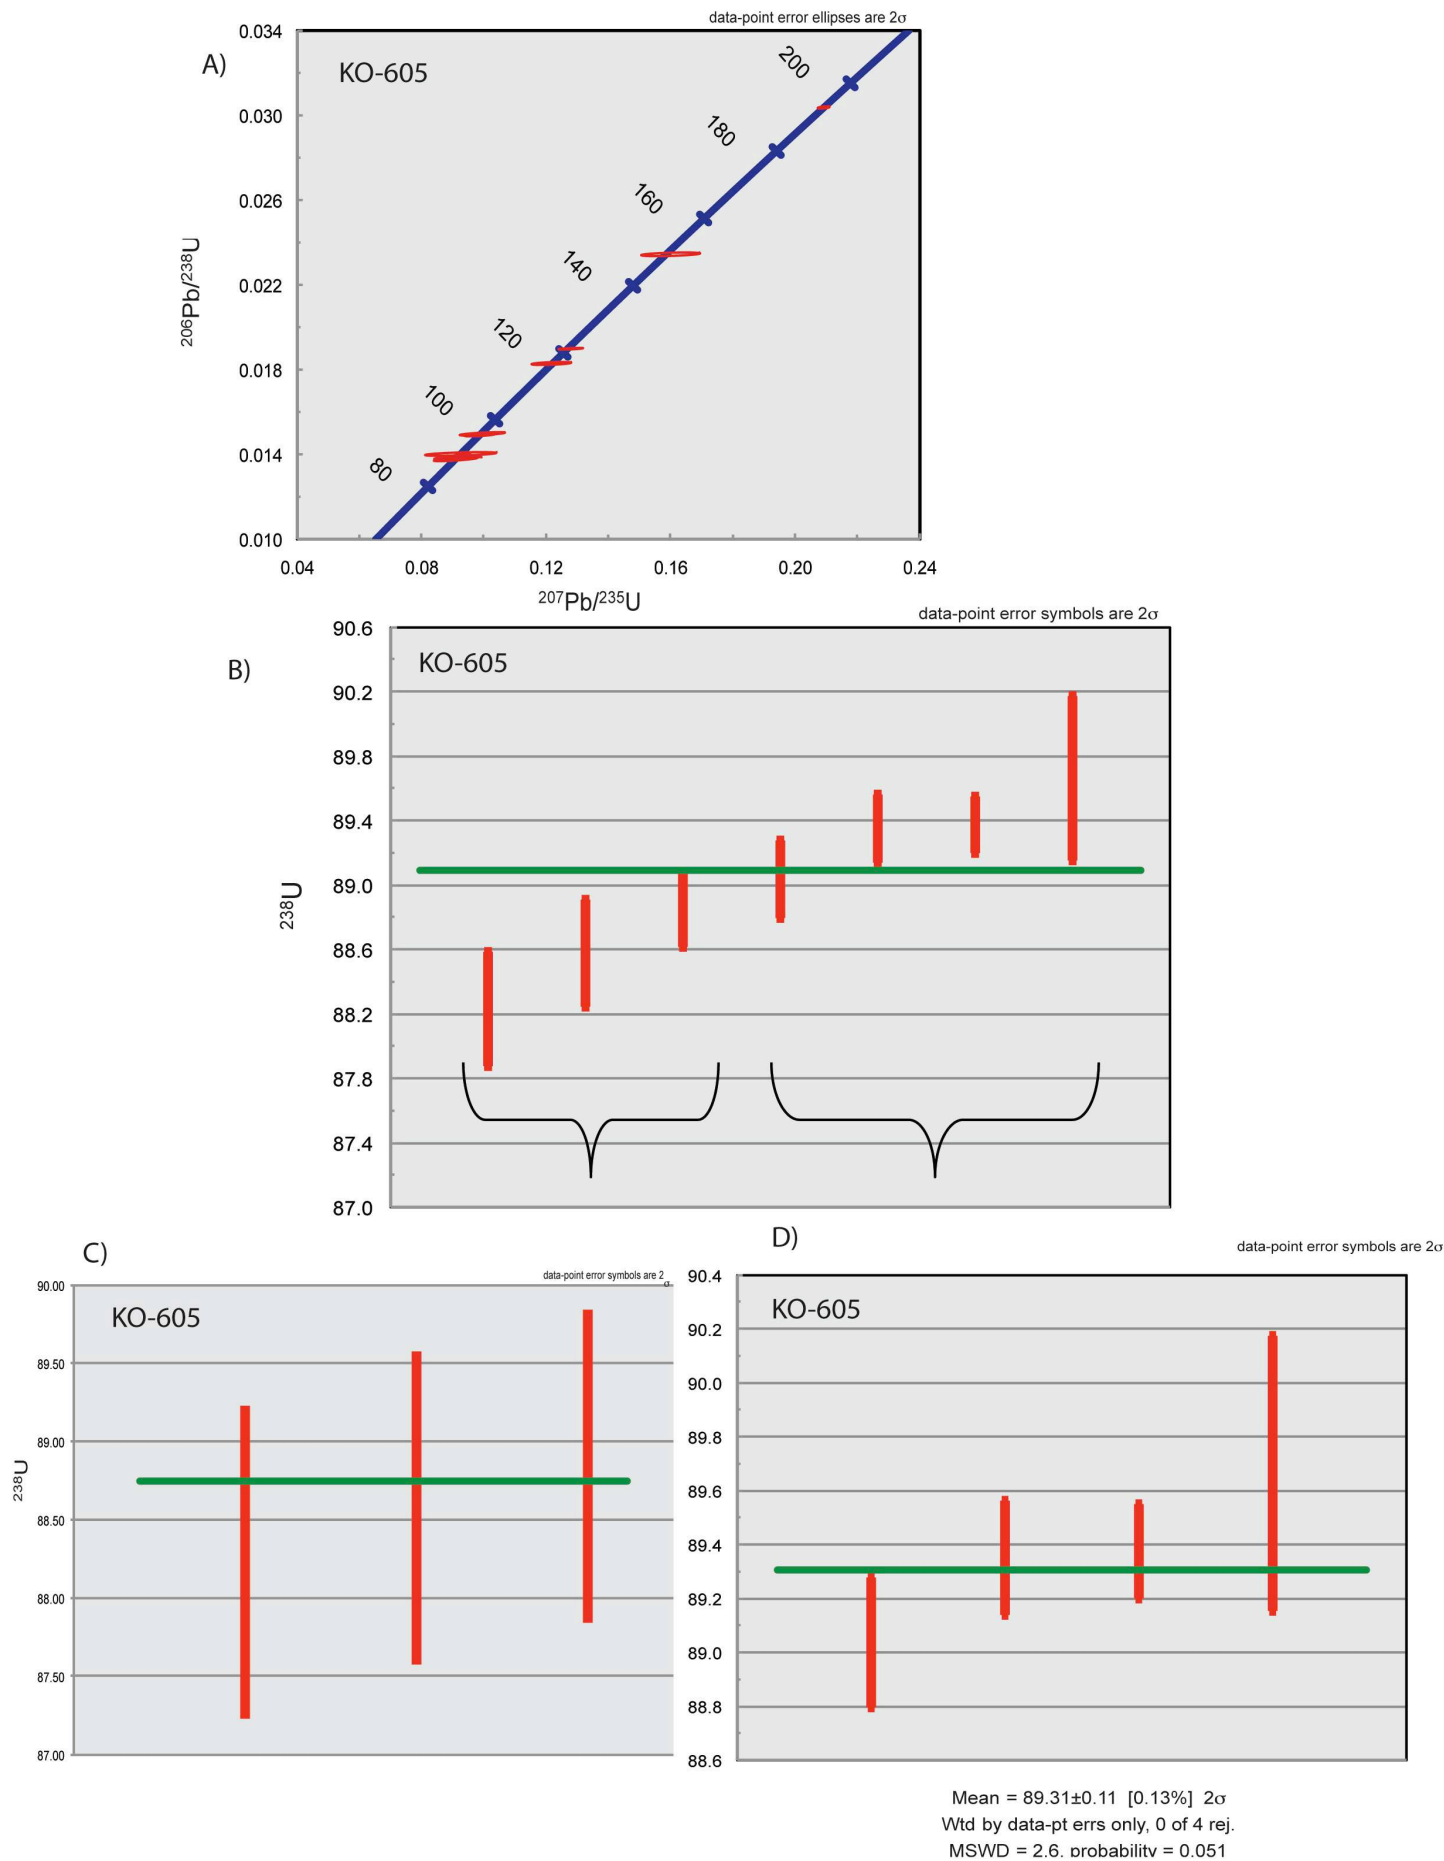 data-point error ellipses are 2σ
A)
KO-605
0.034
0.030
0.026
0.022
0.018
0.014
0.010
206Pb/238U
200
180
160
140
120
100
80
0.04 0.08 0.12 0.16 0.20 0.24
207Pb/235U
data-point error symbols are 2σ
B)
KO-605
90.6
90.2
89.8
89.4
89.0
88.6
88.2
87.8
87.4
87.0
238U
C)
data-point error symbols are 2σ
KO-605
90.00
89.50
89.00
88.50
88.00
87.50
87.00
238U
D)
data-point error symbols are 2σ
KO-605
90.4
90.2
90.0
89.8
89.6
89.4
89.2
89.0
88.8
88.6
Mean = 89.31±0.11 [0.13%] 2σ
Wtd by data-pt errs only, 0 of 4 rej.
MSWD = 2.6, probability = 0.051